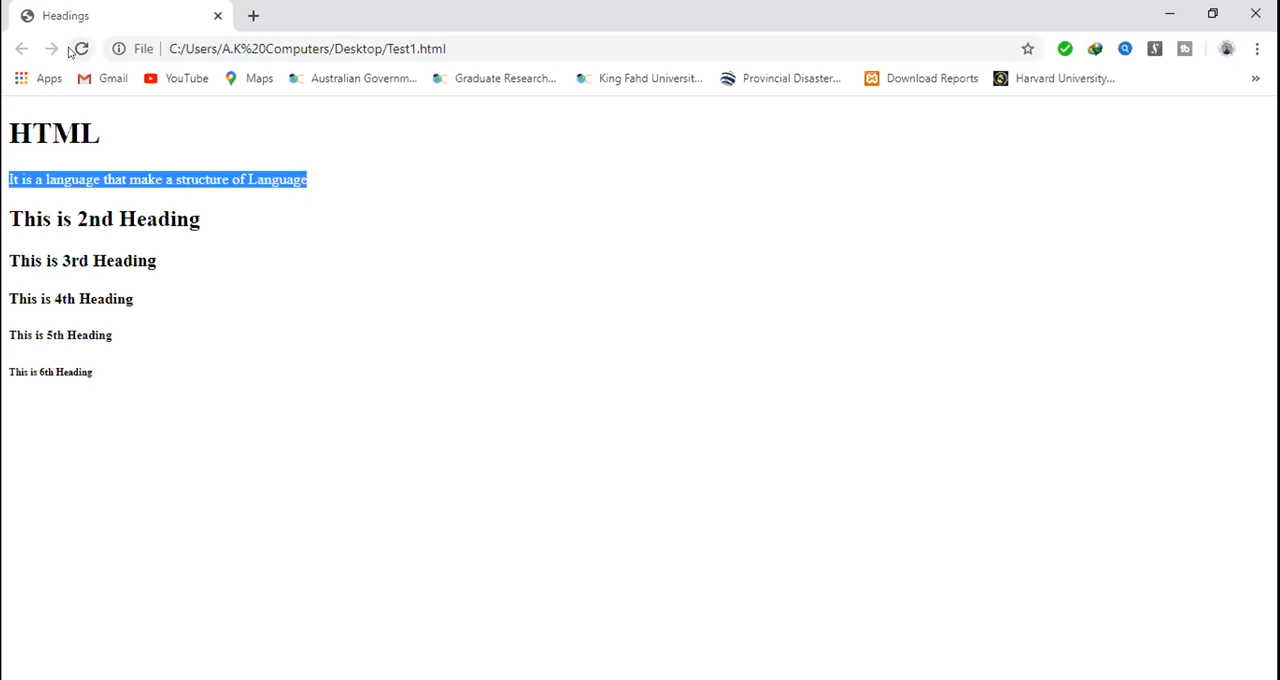 Headings
File
C:/Users/A.K%20Computers/Desktop/Test1.html
Apps Gmail YouTube Maps Australian Governm... Graduate Research... King Fahd Universit... Provincial Disaster... Download Reports Harvard University... »
HTML
It is a language that make a structure of Language
This is 2nd Heading
This is 3rd Heading
This is 4th Heading
This is 5th Heading
This is 6th Heading